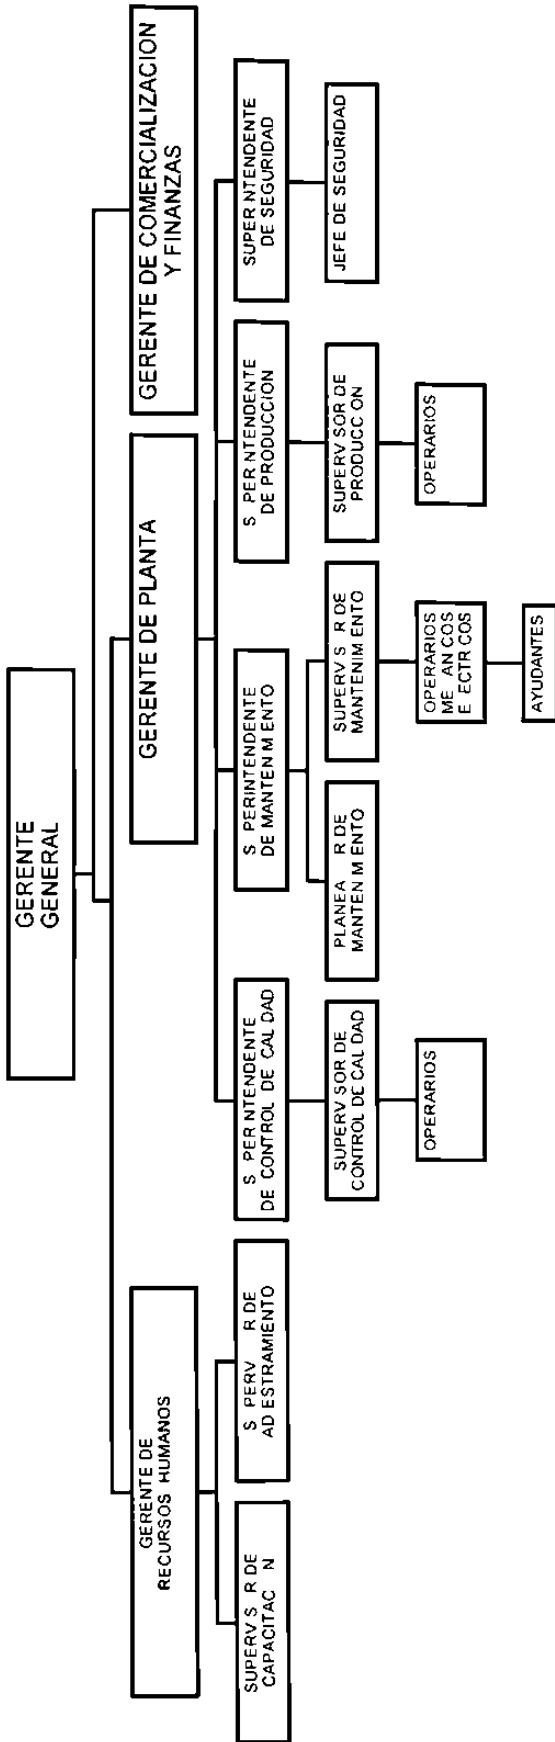 GERENTE
GENERAL
GERENTE DE
RECURSOS HUMANOS
GERENTE DE PLANTA
GERENTE DE COMERCIALIZACION
Y FINANZAS
SUPERVS R DE
CAPACITAC N
S PERV R DE
AD ESTRAMIENTO
S PER NTENDENTE
DE CONTROL DE CAL DAD
S PERINTENDENTE
DE MANTEN M ENTO
S PER NTENDENTE
DE PRODUCCION
SUPER NTENDENTE
DE SEGURIDAD
SUPERV SOR DE
CONTROL DE CAL DAD
PLANEA R DE
MANTEN M ENTO
SUPERV S R DE
MANTENIM ENTO
SUPERV SOR DE
PRODUCC ON
JEFE DE SEGURIDAD
OPERARIOS
OPERARIOS
ME AN COS
E ECTR COS
OPERARIOS
AYUDANTES